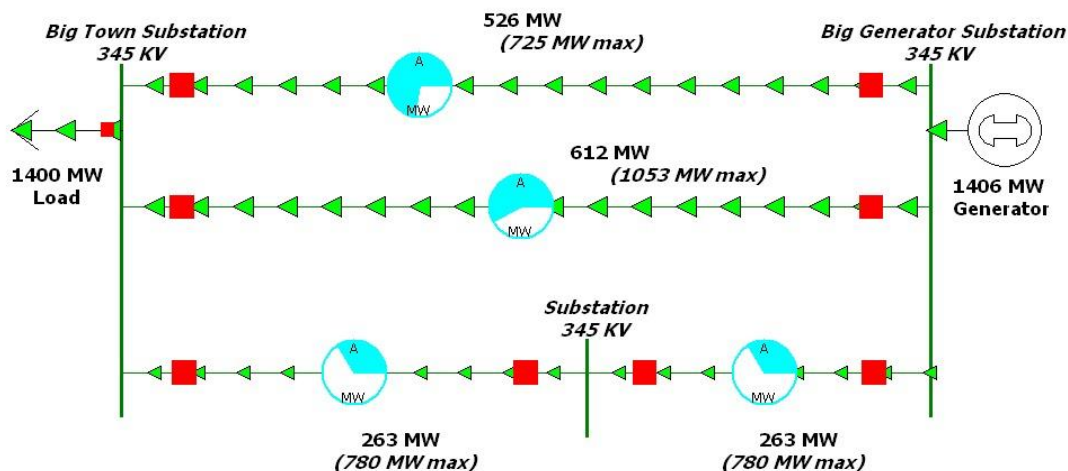 526 MW
(725 MW max)
Big Town Substation
345 KV
Big Generator Substation
345 KV
A
MW
1400 MW
Load
612 MW
(1053 MW max)
1406 MW
Generator
A
MW
Substation
345 KV
A
MW
A
MW
263 MW
(780 MW max)
263 MW
(780 MW max)